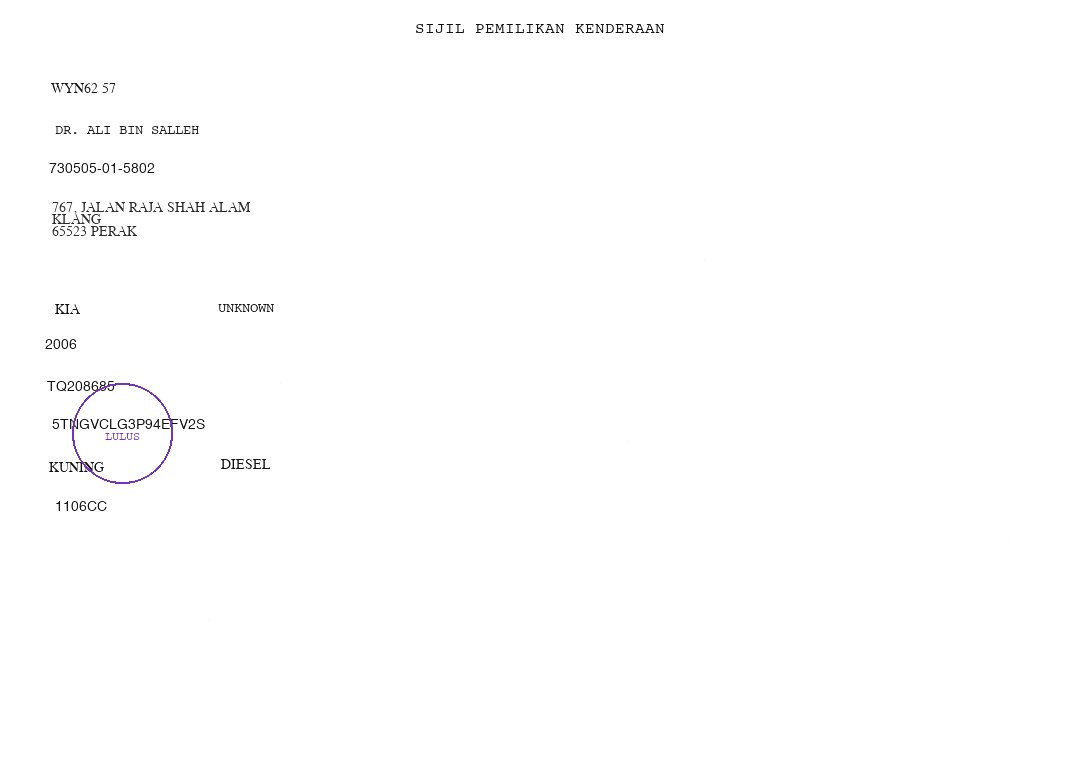 SIJIL PEMILIKAN KENDERAAN
WYN62 57
DR. ALI BIN SALLEH
730505-01-5802
767, JALAN RAJA SHAH ALAM
KLANG
65523 PERAK
KIA UNKNOWN
2006
TQ208685
5TNGVCLG3P94EFV2S
LULUS
KUNING DIESEL
1106CC